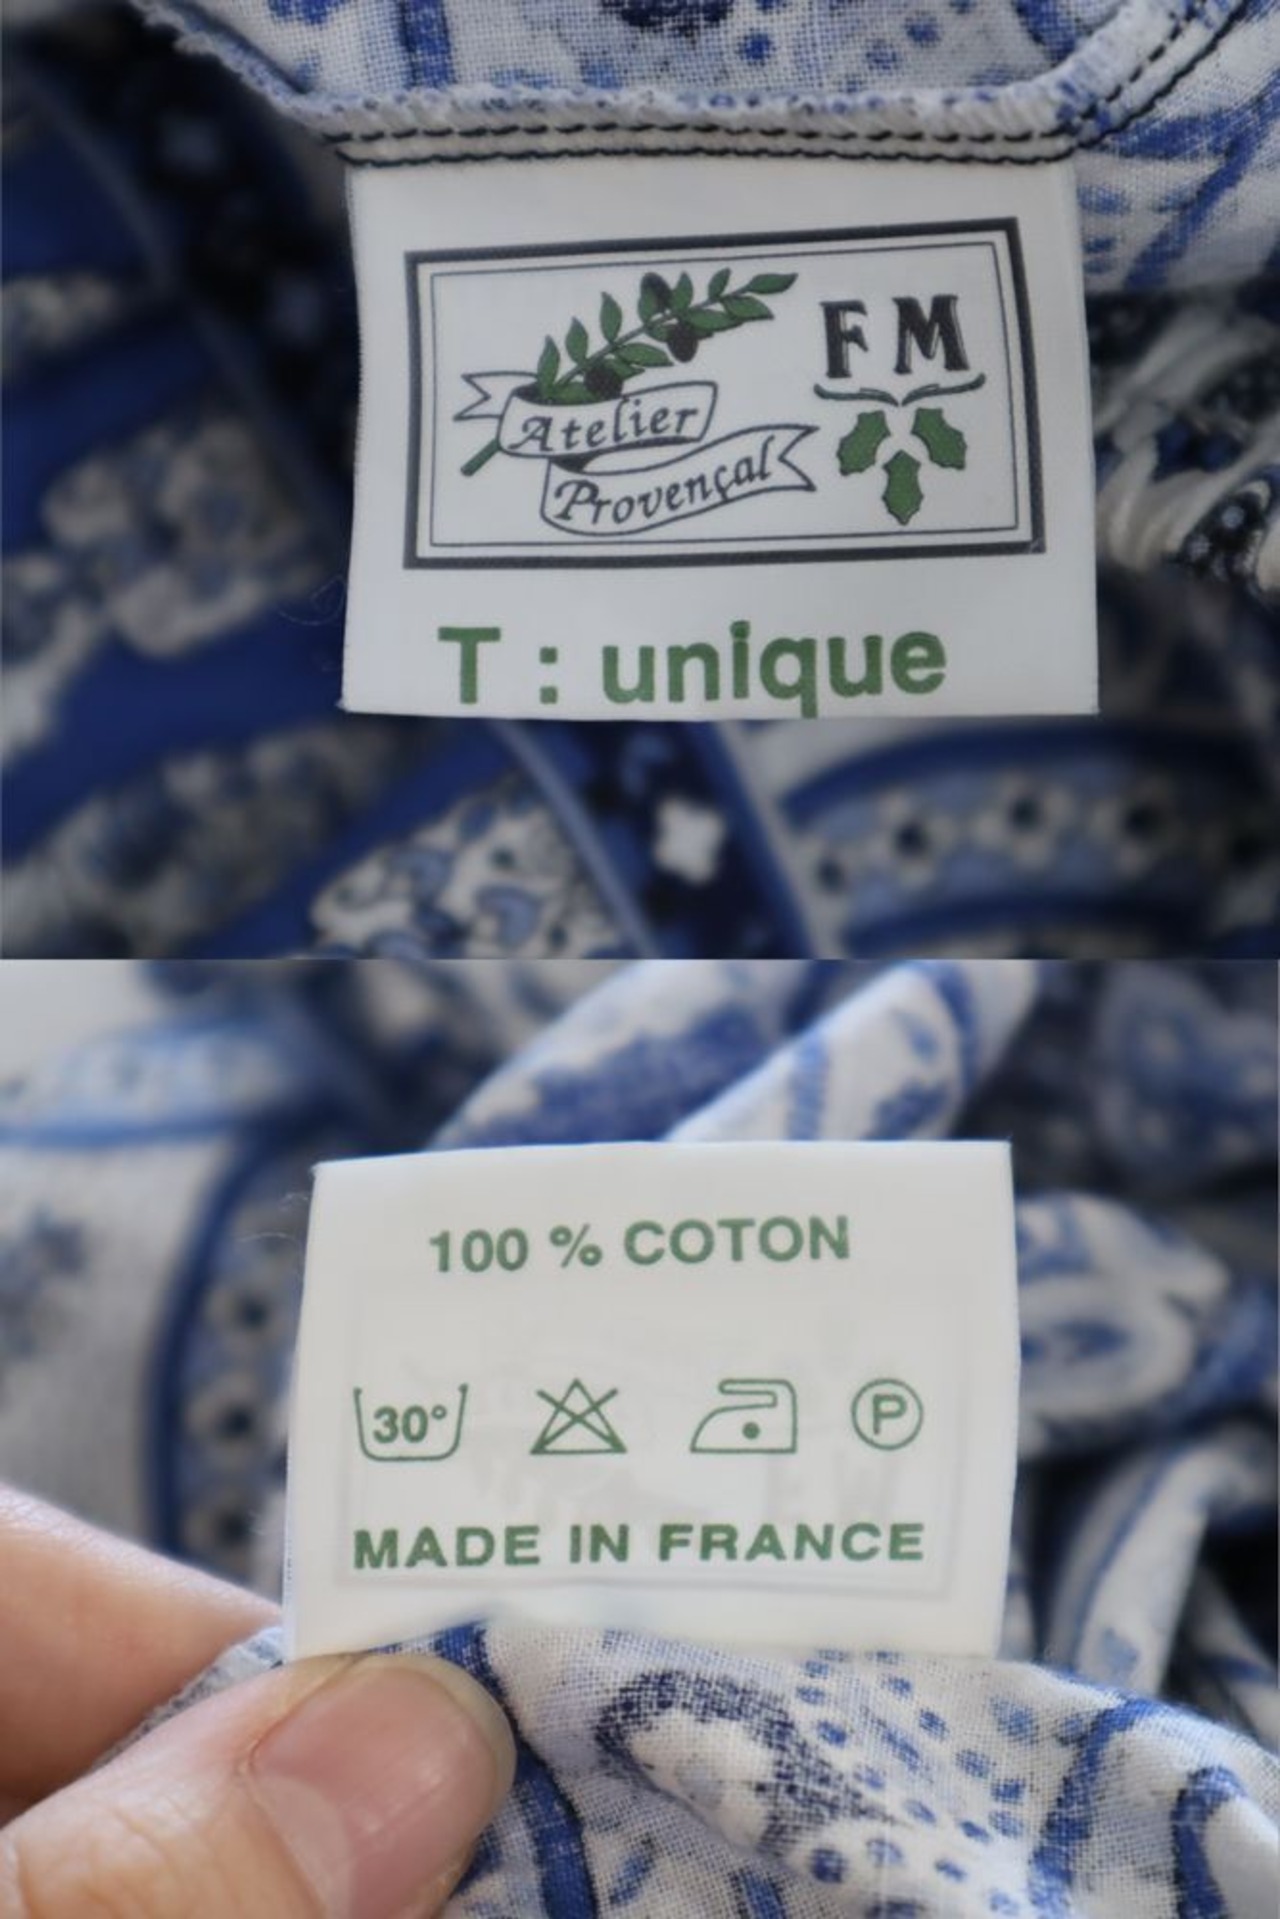 Atelier
Provençal
FM
T : unique
100 % COTON
30°
P
MADE IN FRANCE